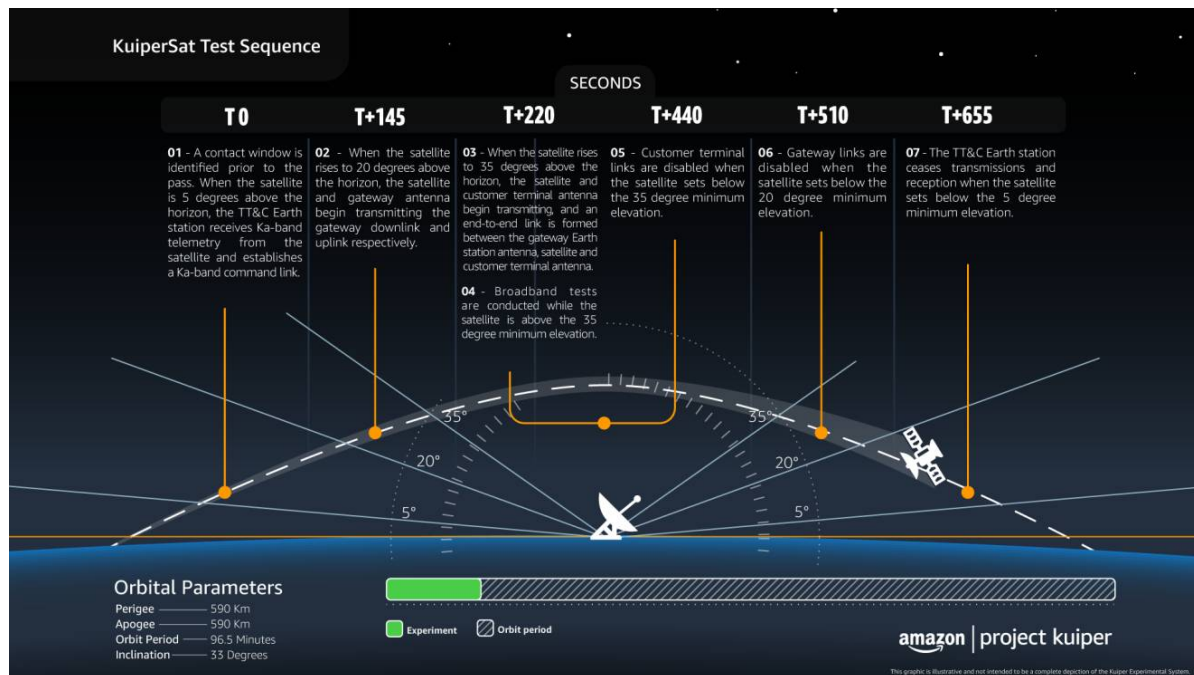 KuiperSat Test Sequence
SECONDS
T 0
T+145
T+220
T+440
T+510
T+655
01 - A contact window is
identified prior to the
pass. When the satellite
is 5 degrees above the
horizon, the TT&C Earth
station receives Ka-band
telemetry from the
satellite and establishes
a Ka-band command link.
02 - When the satellite
rises to 20 degrees above
the horizon, the satellite
and gateway antenna
begin transmitting the
gateway downlink and
uplink respectively.
03 - When the satellite rises
to 35 degrees above the
horizon, the satellite and
customer terminal antenna
begin transmitting, and an
end-to-end link is formed
between the gateway Earth
station antenna, satellite and
customer terminal antenna.
04 - Broadband tests
are conducted while the
satellite is above the 35
degree minimum elevation.
05 - Customer terminal
links are disabled when
the satellite sets below
the 35 degree minimum
elevation.
06 - Gateway links are
disabled when the
satellite sets below the
20 degree minimum
elevation.
07 - The TT&C Earth station
ceases transmissions and
reception when the satellite
sets below the 5 degree
minimum elevation.
35°
35°
20°
20°
5°
5°
Orbital Parameters
Perigee 590 Km
Apogee 590 Km
Orbit Period 96.5 Minutes
Inclination 33 Degrees
Experiment
Orbit period
amazon | project kuiper
This graphic is illustrative and not intended to be a complete depiction of the Kuiper Experimental System.